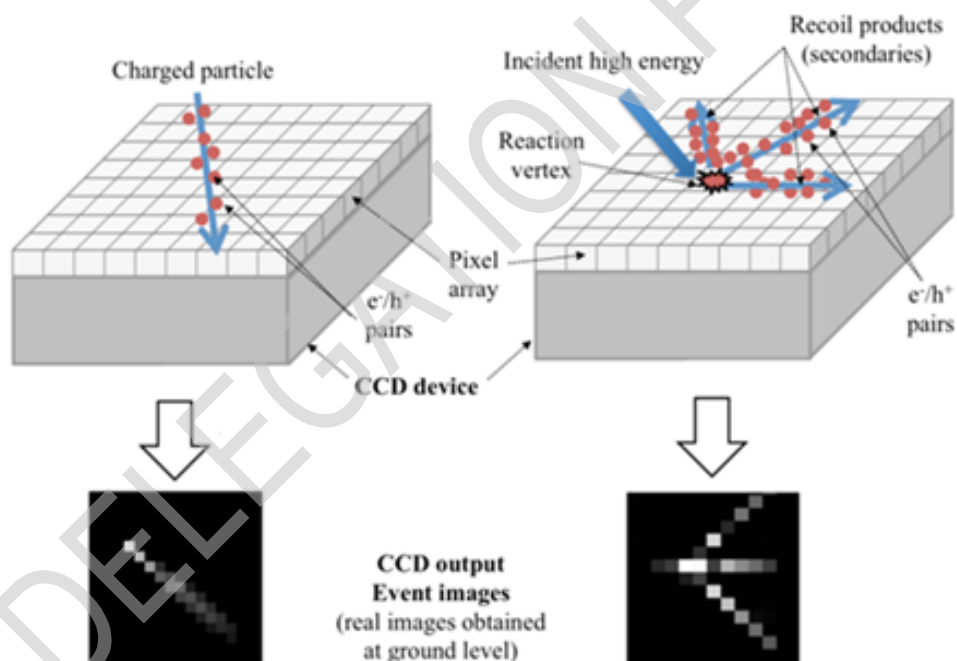 Charged particle
Pixel
array
e⁻/h⁺
pairs
CCD device
Incident high energy
Recoil products
(secondaries)
Reaction
vertex
e⁻/h⁺
pairs
CCD output
Event images
(real images obtained
at ground level)
DELEGATION